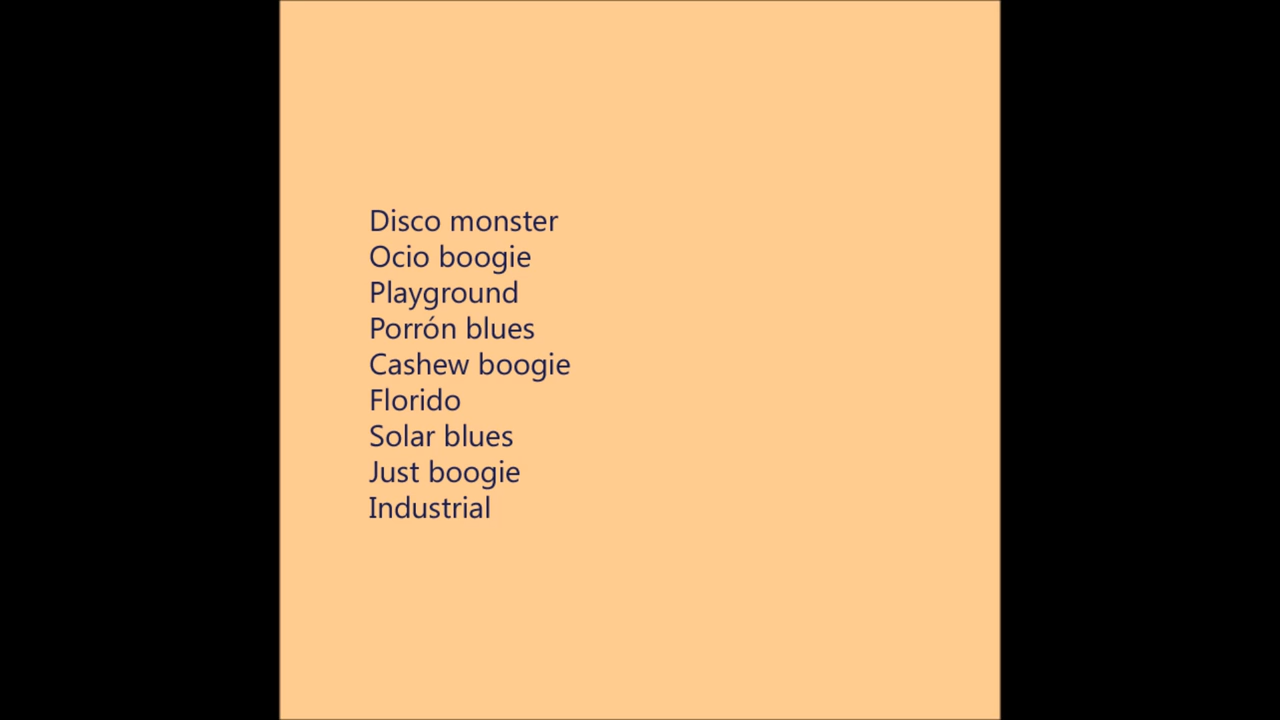 Disco monster
Ocio boogie
Playground
Porrón blues
Cashew boogie
Florido
Solar blues
Just boogie
Industrial